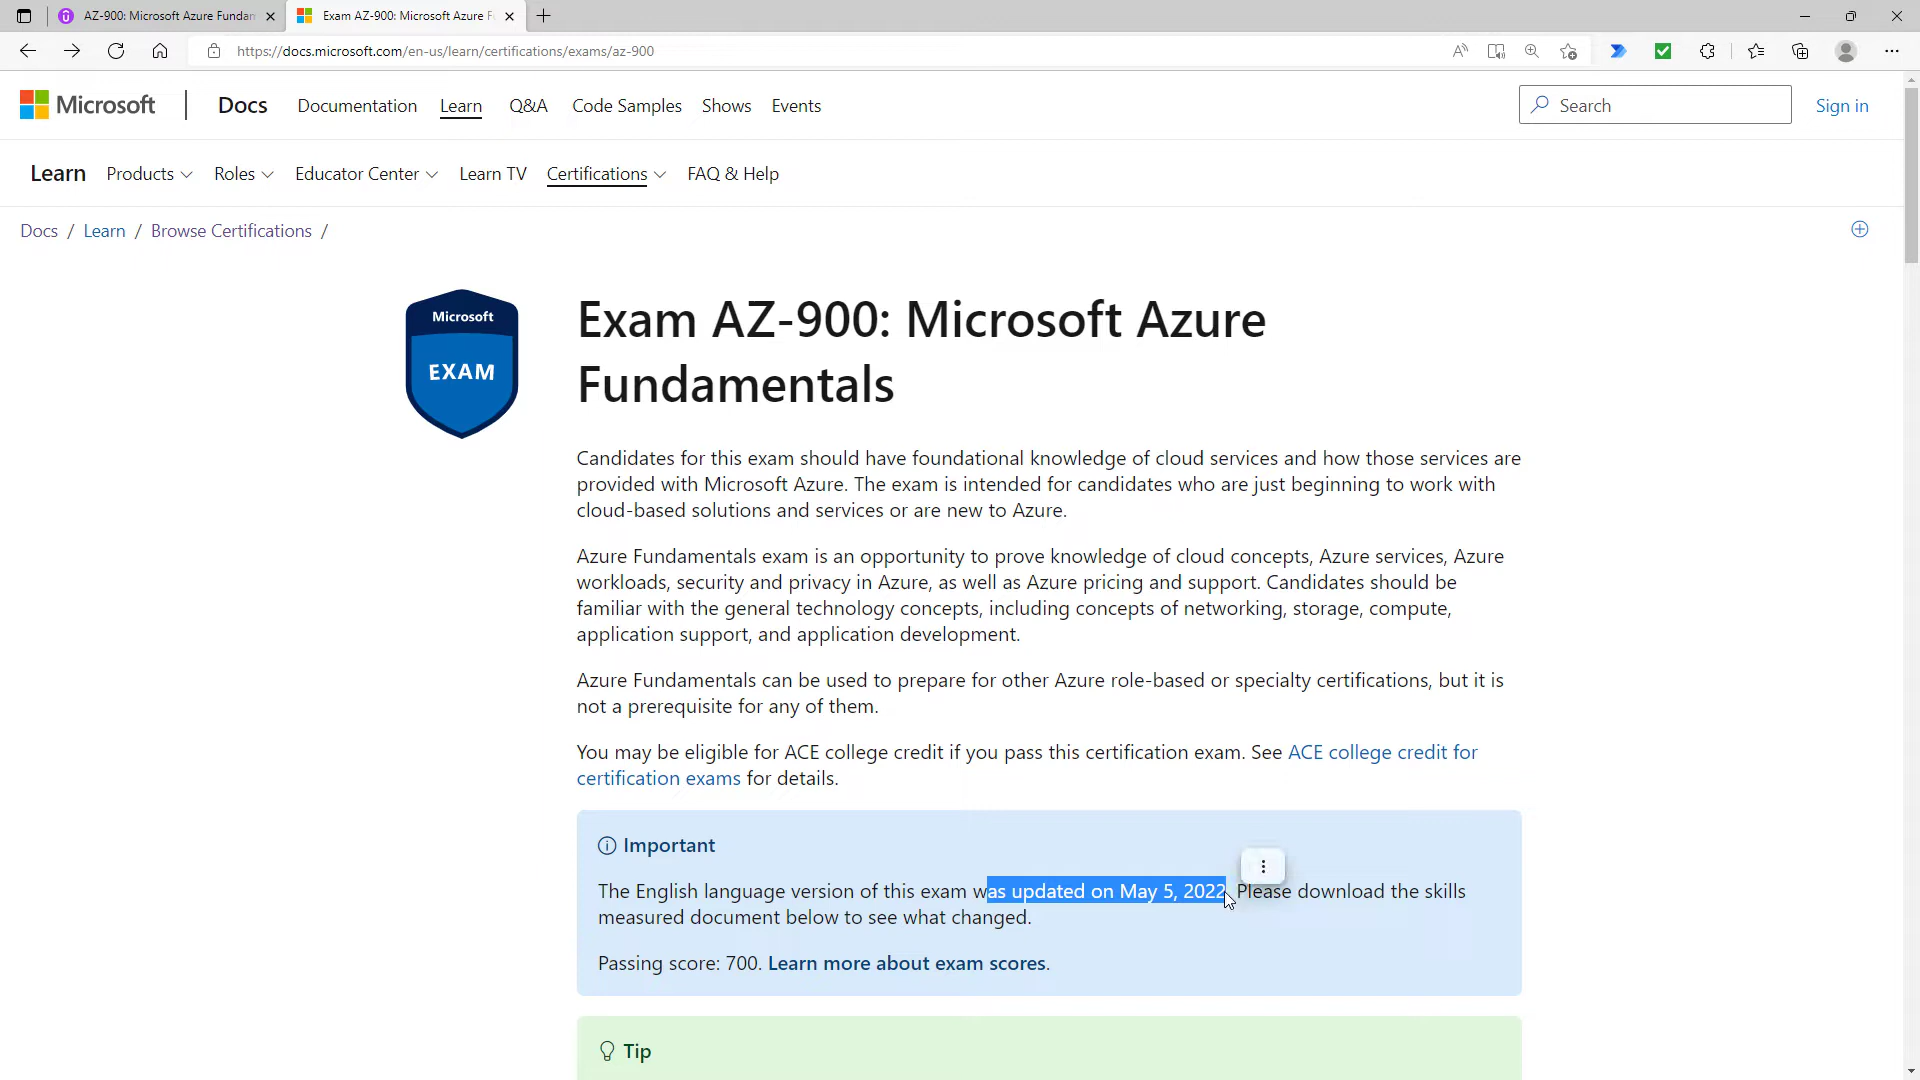 AZ-900: Microsoft Azure Fundam
Exam AZ-900: Microsoft Azure F
https://docs.microsoft.com/en-us/learn/certifications/exams/az-900
Microsoft
Docs
Documentation
Learn
Q&A
Code Samples
Shows
Events
Search
Sign in
Learn
Products
Roles
Educator Center
Learn TV
Certifications
FAQ & Help
Docs / Learn / Browse Certifications /
Microsoft
EXAM
Exam AZ-900: Microsoft Azure
Fundamentals
Candidates for this exam should have foundational knowledge of cloud services and how those services are
provided with Microsoft Azure. The exam is intended for candidates who are just beginning to work with
cloud-based solutions and services or are new to Azure.
Azure Fundamentals exam is an opportunity to prove knowledge of cloud concepts, Azure services, Azure
workloads, security and privacy in Azure, as well as Azure pricing and support. Candidates should be
familiar with the general technology concepts, including concepts of networking, storage, compute,
application support, and application development.
Azure Fundamentals can be used to prepare for other Azure role-based or specialty certifications, but it is
not a prerequisite for any of them.
You may be eligible for ACE college credit if you pass this certification exam. See ACE college credit for
certification exams for details.
Important
The English language version of this exam was updated on May 5, 2022. Please download the skills
measured document below to see what changed.
Passing score: 700. Learn more about exam scores.
Tip